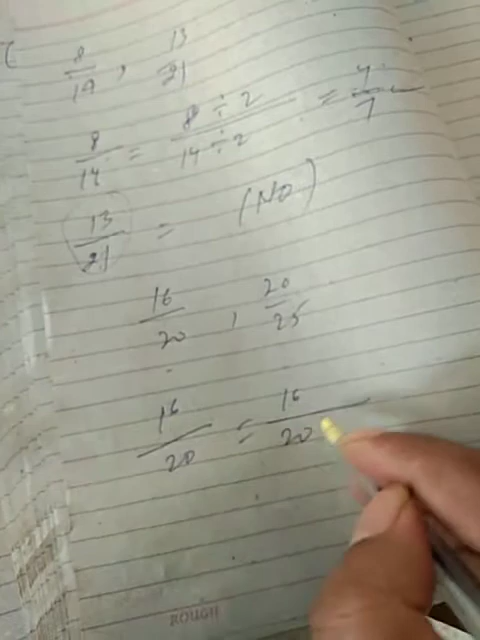 ( 8/14 , 13/21
8/14 = 8 ÷ 2/14 ÷ 2 = 4/7
13/21 = (No)
16/20 , 20/25
16/20 = 16/20
ROUGH